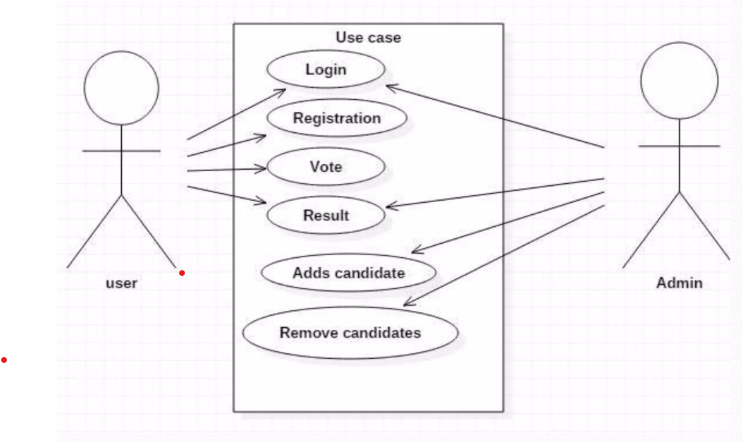 Use case
Login
Registration
Vote
Result
Adds candidate
Remove candidates
user
Admin